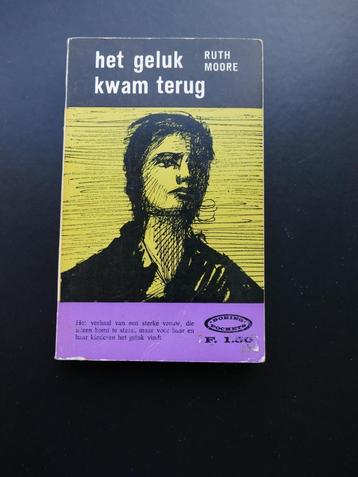 het geluk
kwam terug
RUTH
MOORE
Het verhaal van een sterke vrouw, die
alleen komt te staan, maar voor haar en
haar kinderen het geluk vindt
POCKETS
F. 1.50